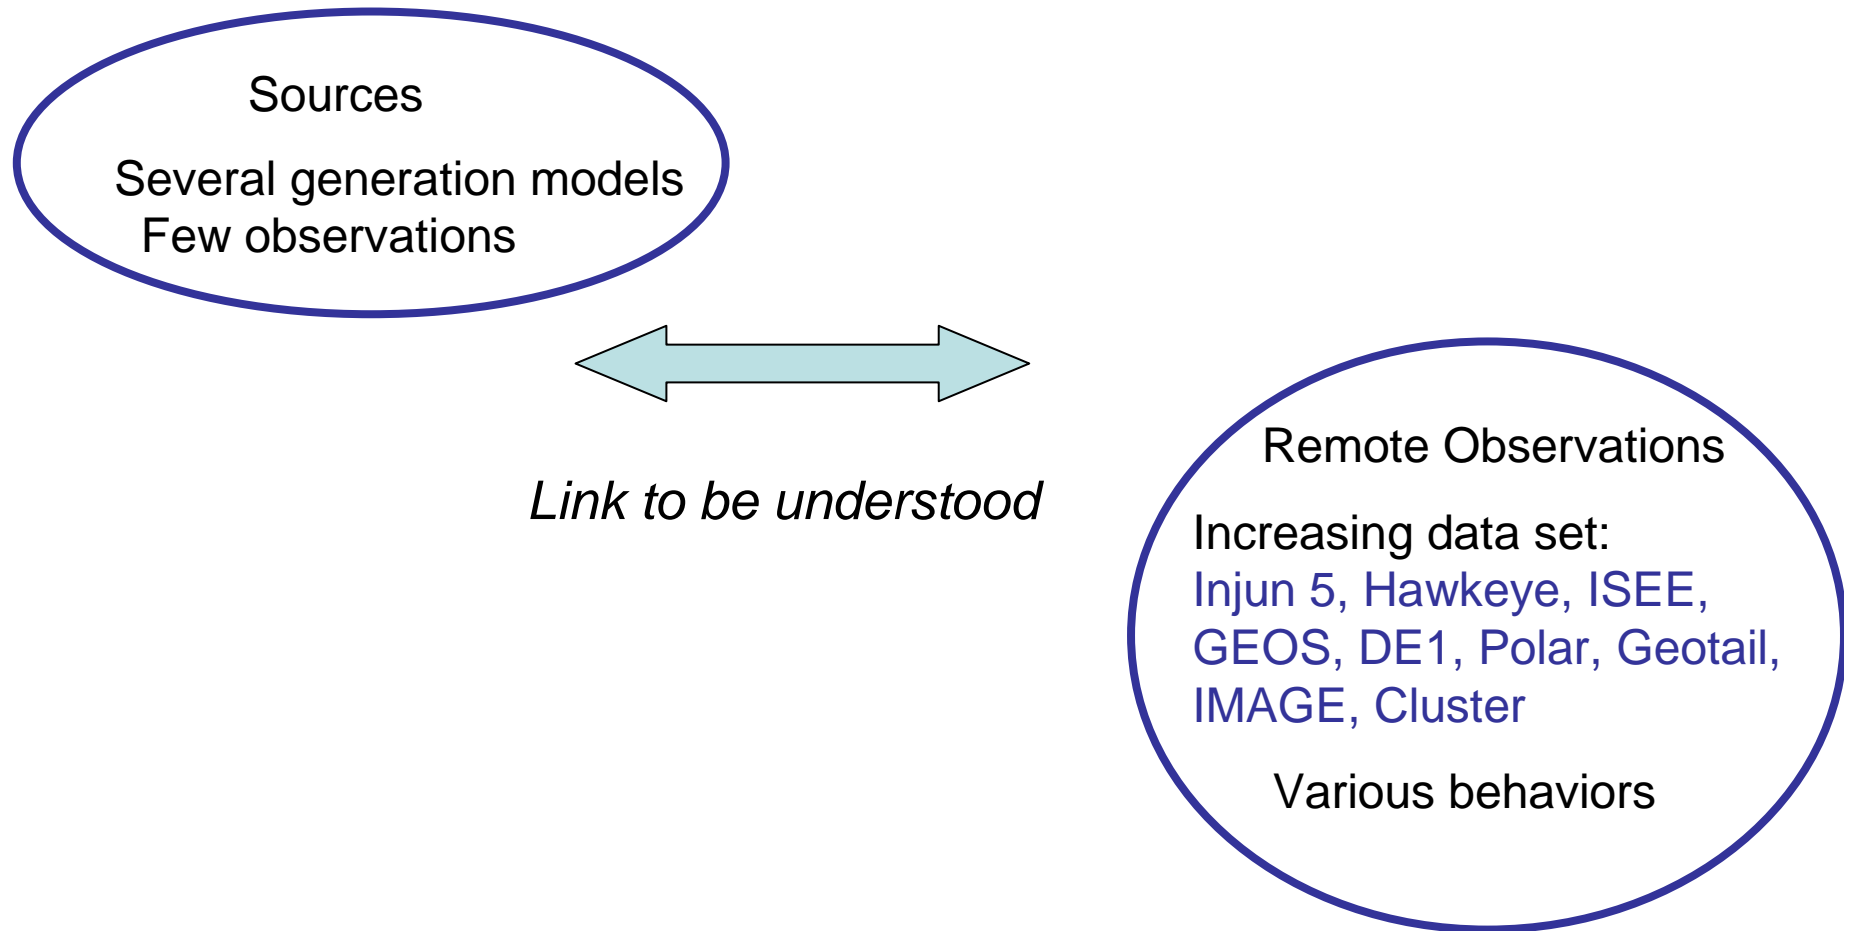 Sources
Several generation models
Few observations
Link to be understood
Remote Observations
Increasing data set:
Injun 5, Hawkeye, ISEE,
GEOS, DE1, Polar, Geotail,
IMAGE, Cluster
Various behaviors